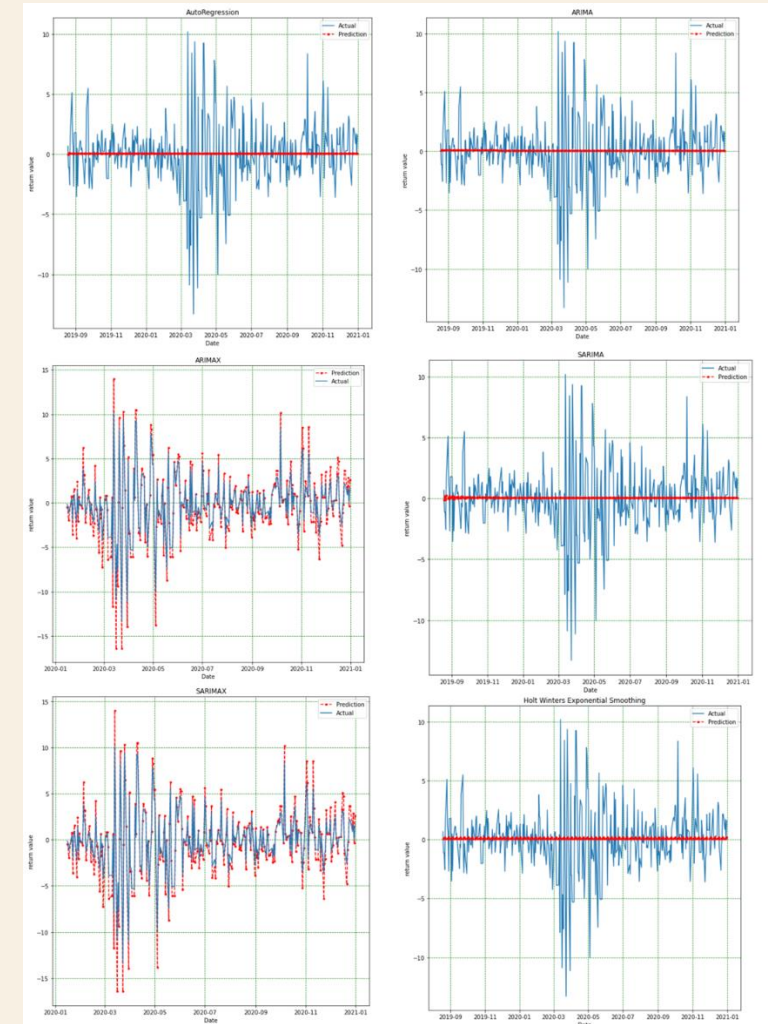 AutoRegression
Actual
Prediction
10
5
0
−5
−10
return value
2019-09 2019-11 2020-01 2020-03 2020-05 2020-07 2020-09 2020-11 2021-01
Date
ARIMA
Actual
Prediction
10
5
0
−5
−10
return value
2019-09 2019-11 2020-01 2020-03 2020-05 2020-07 2020-09 2020-11 2021-01
Date
ARIMAX
Prediction
Actual
15
10
5
0
−5
−10
−15
return value
2020-01 2020-03 2020-05 2020-07 2020-09 2020-11 2021-01
Date
SARIMA
Actual
Prediction
10
5
0
−5
−10
return value
2019-09 2019-11 2020-01 2020-03 2020-05 2020-07 2020-09 2020-11 2021-01
Date
SARIMAX
Prediction
Actual
15
10
5
0
−5
−10
−15
return value
2020-01 2020-03 2020-05 2020-07 2020-09 2020-11 2021-01
Date
Holt Winters Exponential Smoothing
Actual
Prediction
10
5
0
−5
−10
return value
2019-09 2019-11 2020-01 2020-03 2020-05 2020-07 2020-09 2020-11 2021-01
Date